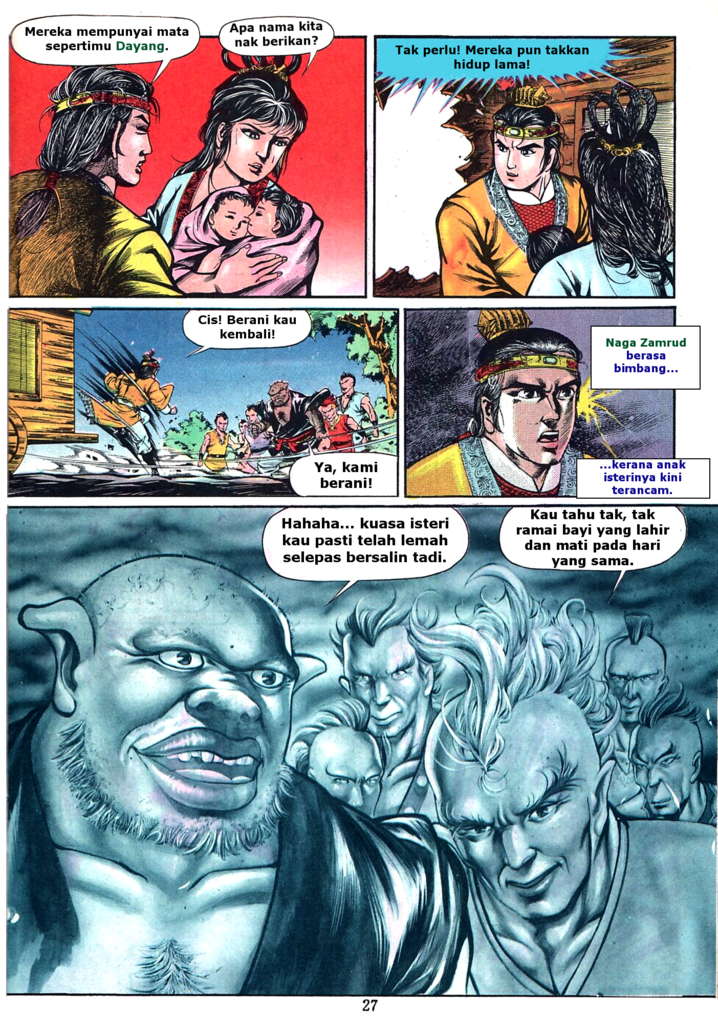 Mereka mempunyai mata
sepertimu Dayang.
Apa nama kita
nak berikan?
Tak perlu! Mereka pun takkan
hidup lama!
Cis! Berani kau
kembali!
Ya, kami
berani!
Naga Zamrud
berasa
bimbang...
...kerana anak
isterinya kini
terancam.
Hahaha... kuasa isteri
kau pasti telah lemah
selepas bersalin tadi.
Kau tahu tak, tak
ramai bayi yang lahir
dan mati pada hari
yang sama.
27